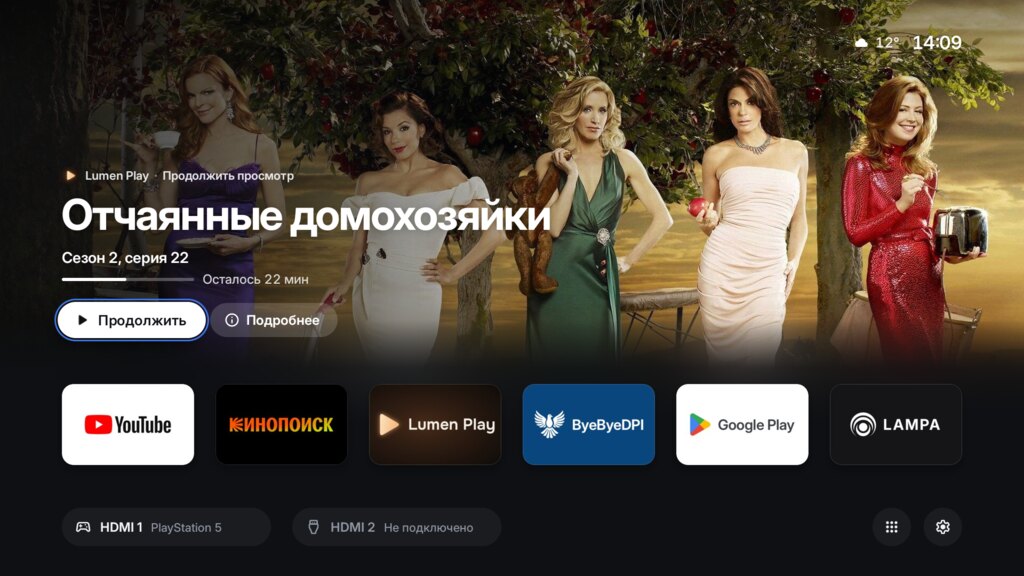 12° 14:09
Lumen Play · Продолжить просмотр
Отчаянные домохозяйки
Сезон 2, серия 22
Осталось 22 мин
Продолжить Подробнее
YouTube КИНОПОИСК Lumen Play ByeByeDPI Google Play LAMPA
HDMI 1 PlayStation 5 HDMI 2 Не подключено